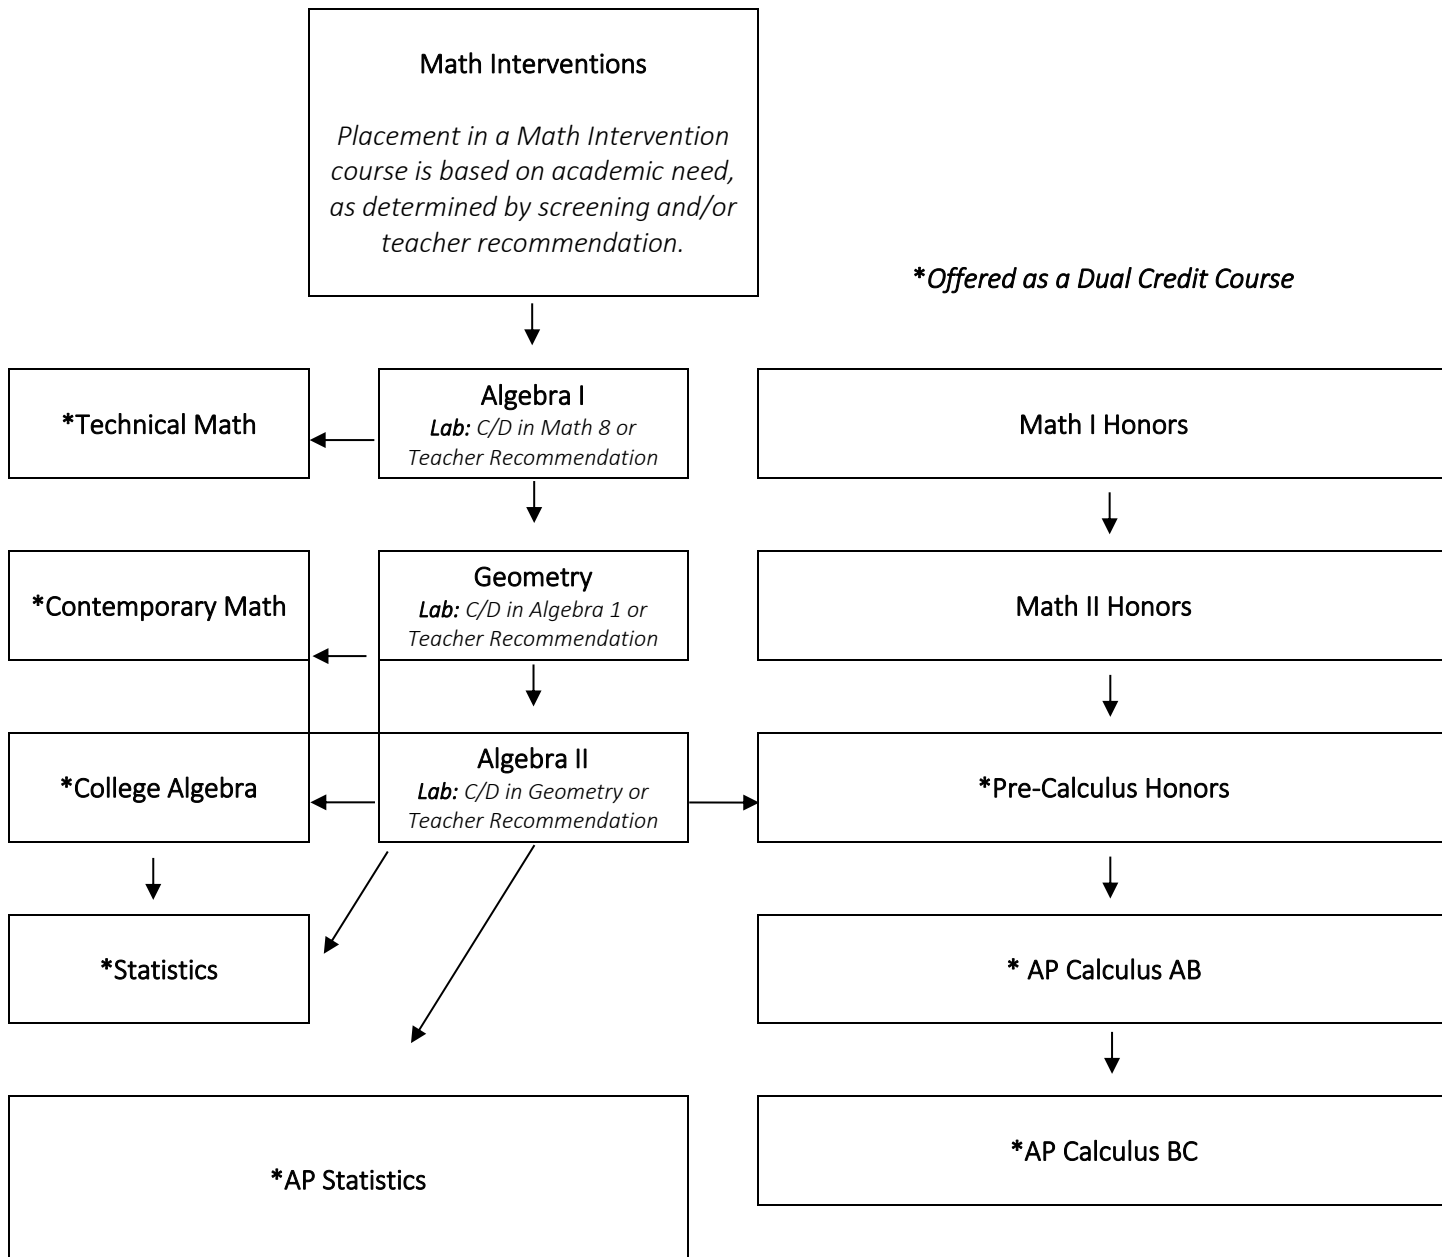 Math Interventions
Placement in a Math Intervention
course is based on academic need,
as determined by screening and/or
teacher recommendation.
*Offered as a Dual Credit Course
*Technical Math
Algebra I
Lab: C/D in Math 8 or
Teacher Recommendation
Math I Honors
*Contemporary Math
Geometry
Lab: C/D in Algebra 1 or
Teacher Recommendation
Math II Honors
*College Algebra
Algebra II
Lab: C/D in Geometry or
Teacher Recommendation
*Pre-Calculus Honors
*Statistics
* AP Calculus AB
*AP Statistics
*AP Calculus BC